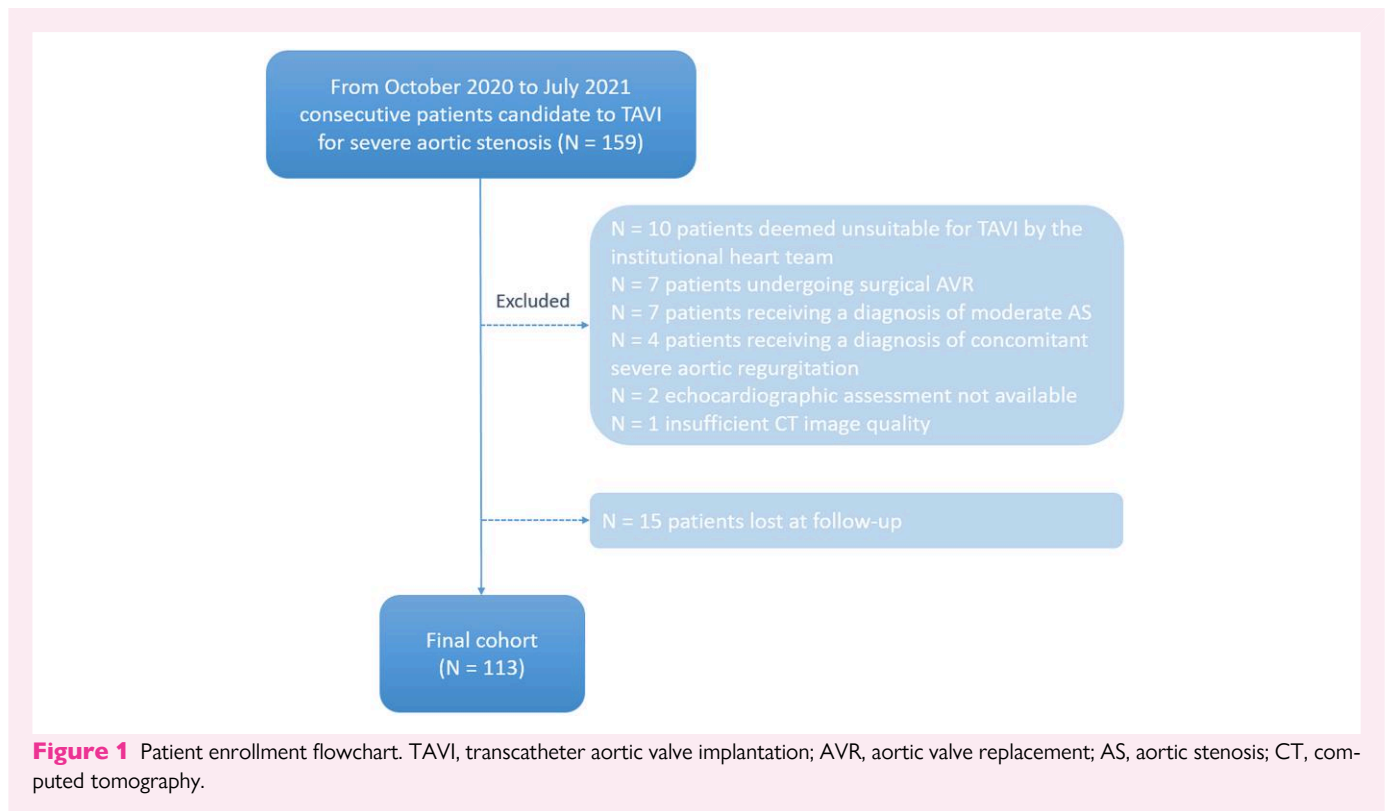 From October 2020 to July 2021
consecutive patients candidate to TAVI
for severe aortic stenosis (N = 159)
N = 10 patients deemed unsuitable for TAVI by the
institutional heart team
N = 7 patients undergoing surgical AVR
Excluded
N = 7 patients receiving a diagnosis of moderate AS
N = 4 patients receiving a diagnosis of concomitant
severe aortic regurgitation
N = 2 echocardiographic assessment not available
N = 1 insufficient CT image quality
N = 15 patients lost at follow-up
Final cohort
(N = 113)
Figure 1 Patient enrollment flowchart. TAVI, transcatheter aortic valve implantation; AVR, aortic valve replacement; AS, aortic stenosis; CT, com-
puted tomography.